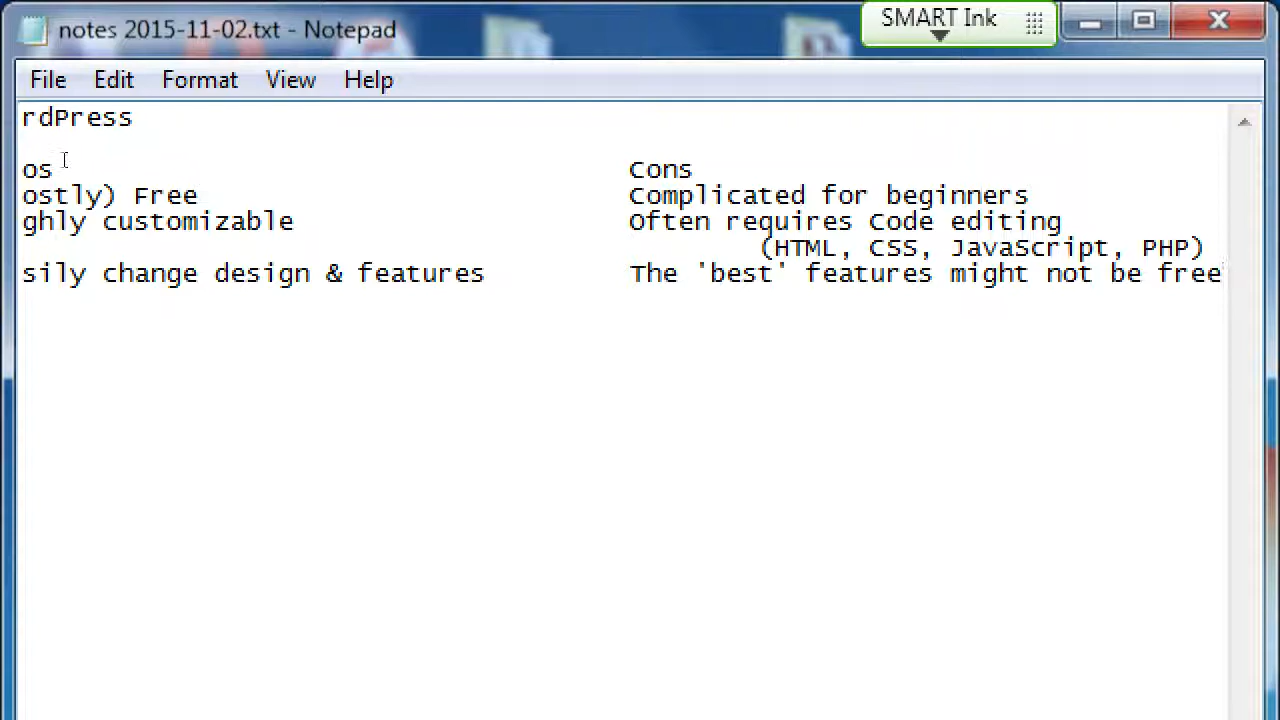 notes 2015-11-02.txt - Notepad
SMART Ink
File Edit Format View Help
rdPress
os Cons
ostly) Free Complicated for beginners
ghly customizable Often requires Code editing
(HTML, CSS, JavaScript, PHP)
sily change design & features The 'best' features might not be free